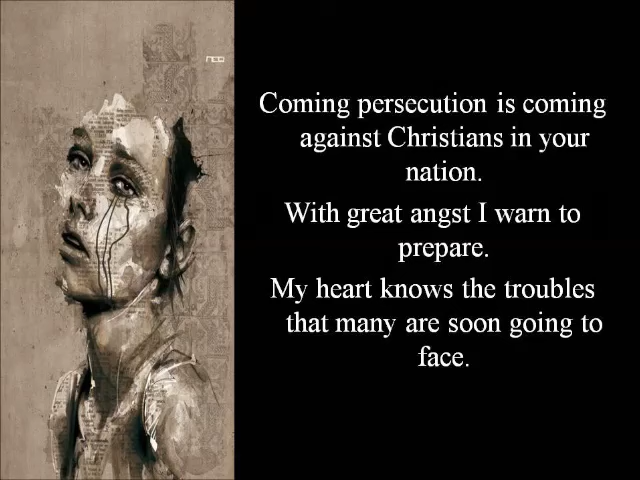 Coming persecution is coming
against Christians in your
nation.
With great angst I warn to
prepare.
My heart knows the troubles
that many are soon going to
face.